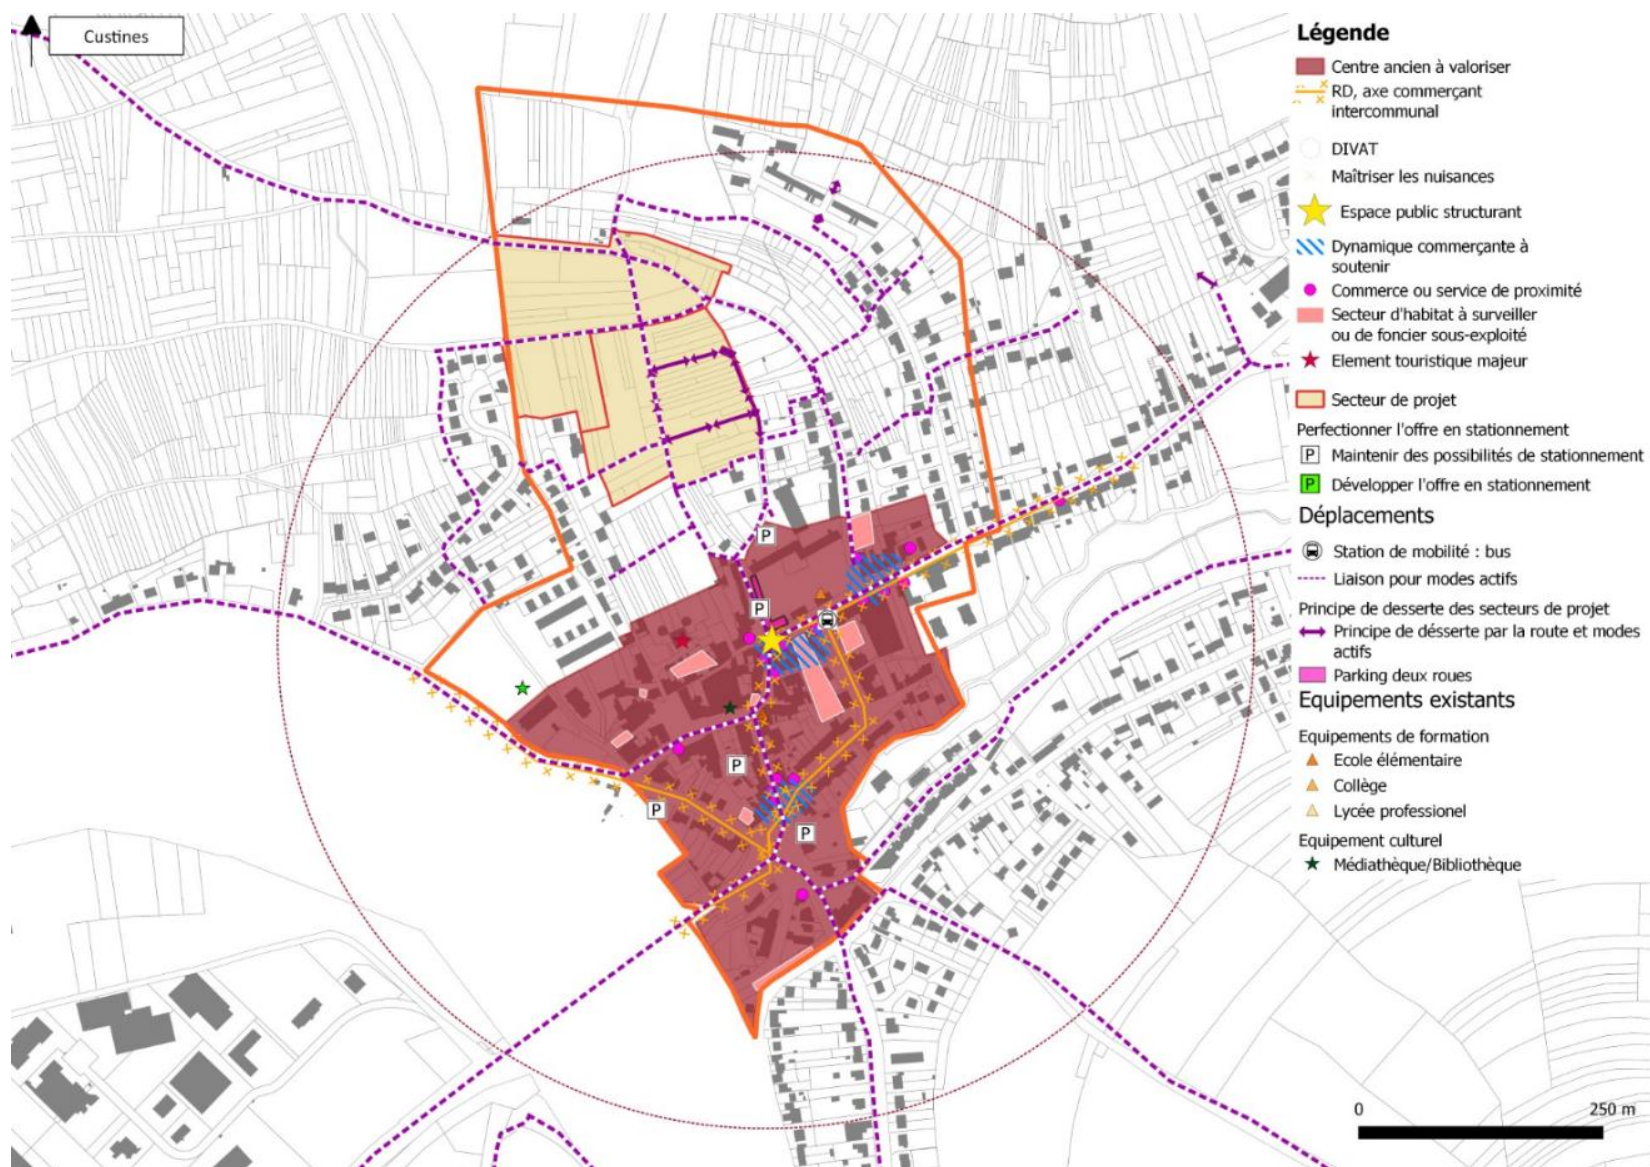 Custines
Légende
Centre ancien à valoriser
RD, axe commerçant
intercommunal
DIVAT
Maîtriser les nuisances
Espace public structurant
Dynamique commerçante à
soutenir
Commerce ou service de proximité
Secteur d'habitat à surveiller
ou de foncier sous-exploité
Element touristique majeur
Secteur de projet
Perfectionner l'offre en stationnement
P Maintenir des possibilités de stationnement
P Développer l'offre en stationnement
Déplacements
Station de mobilité : bus
Liaison pour modes actifs
Principe de desserte des secteurs de projet
Principe de désserte par la route et modes
actifs
Parking deux roues
Equipements existants
Equipements de formation
Ecole élémentaire
Collège
Lycée professionel
Equipement culturel
Médiathèque/Bibliothèque
P
P
P
P
P
0 250 m